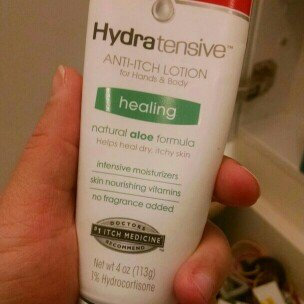 Hydratensive™
ANTI-ITCH LOTION
for Hands & Body
healing
natural aloe formula
Helps heal dry, itchy skin
intensive moisturizers
skin nourishing vitamins
no fragrance added
DOCTORS
#1 ITCH MEDICINE
RECOMMEND
Net wt 4 oz (113g)
1% Hydrocortisone